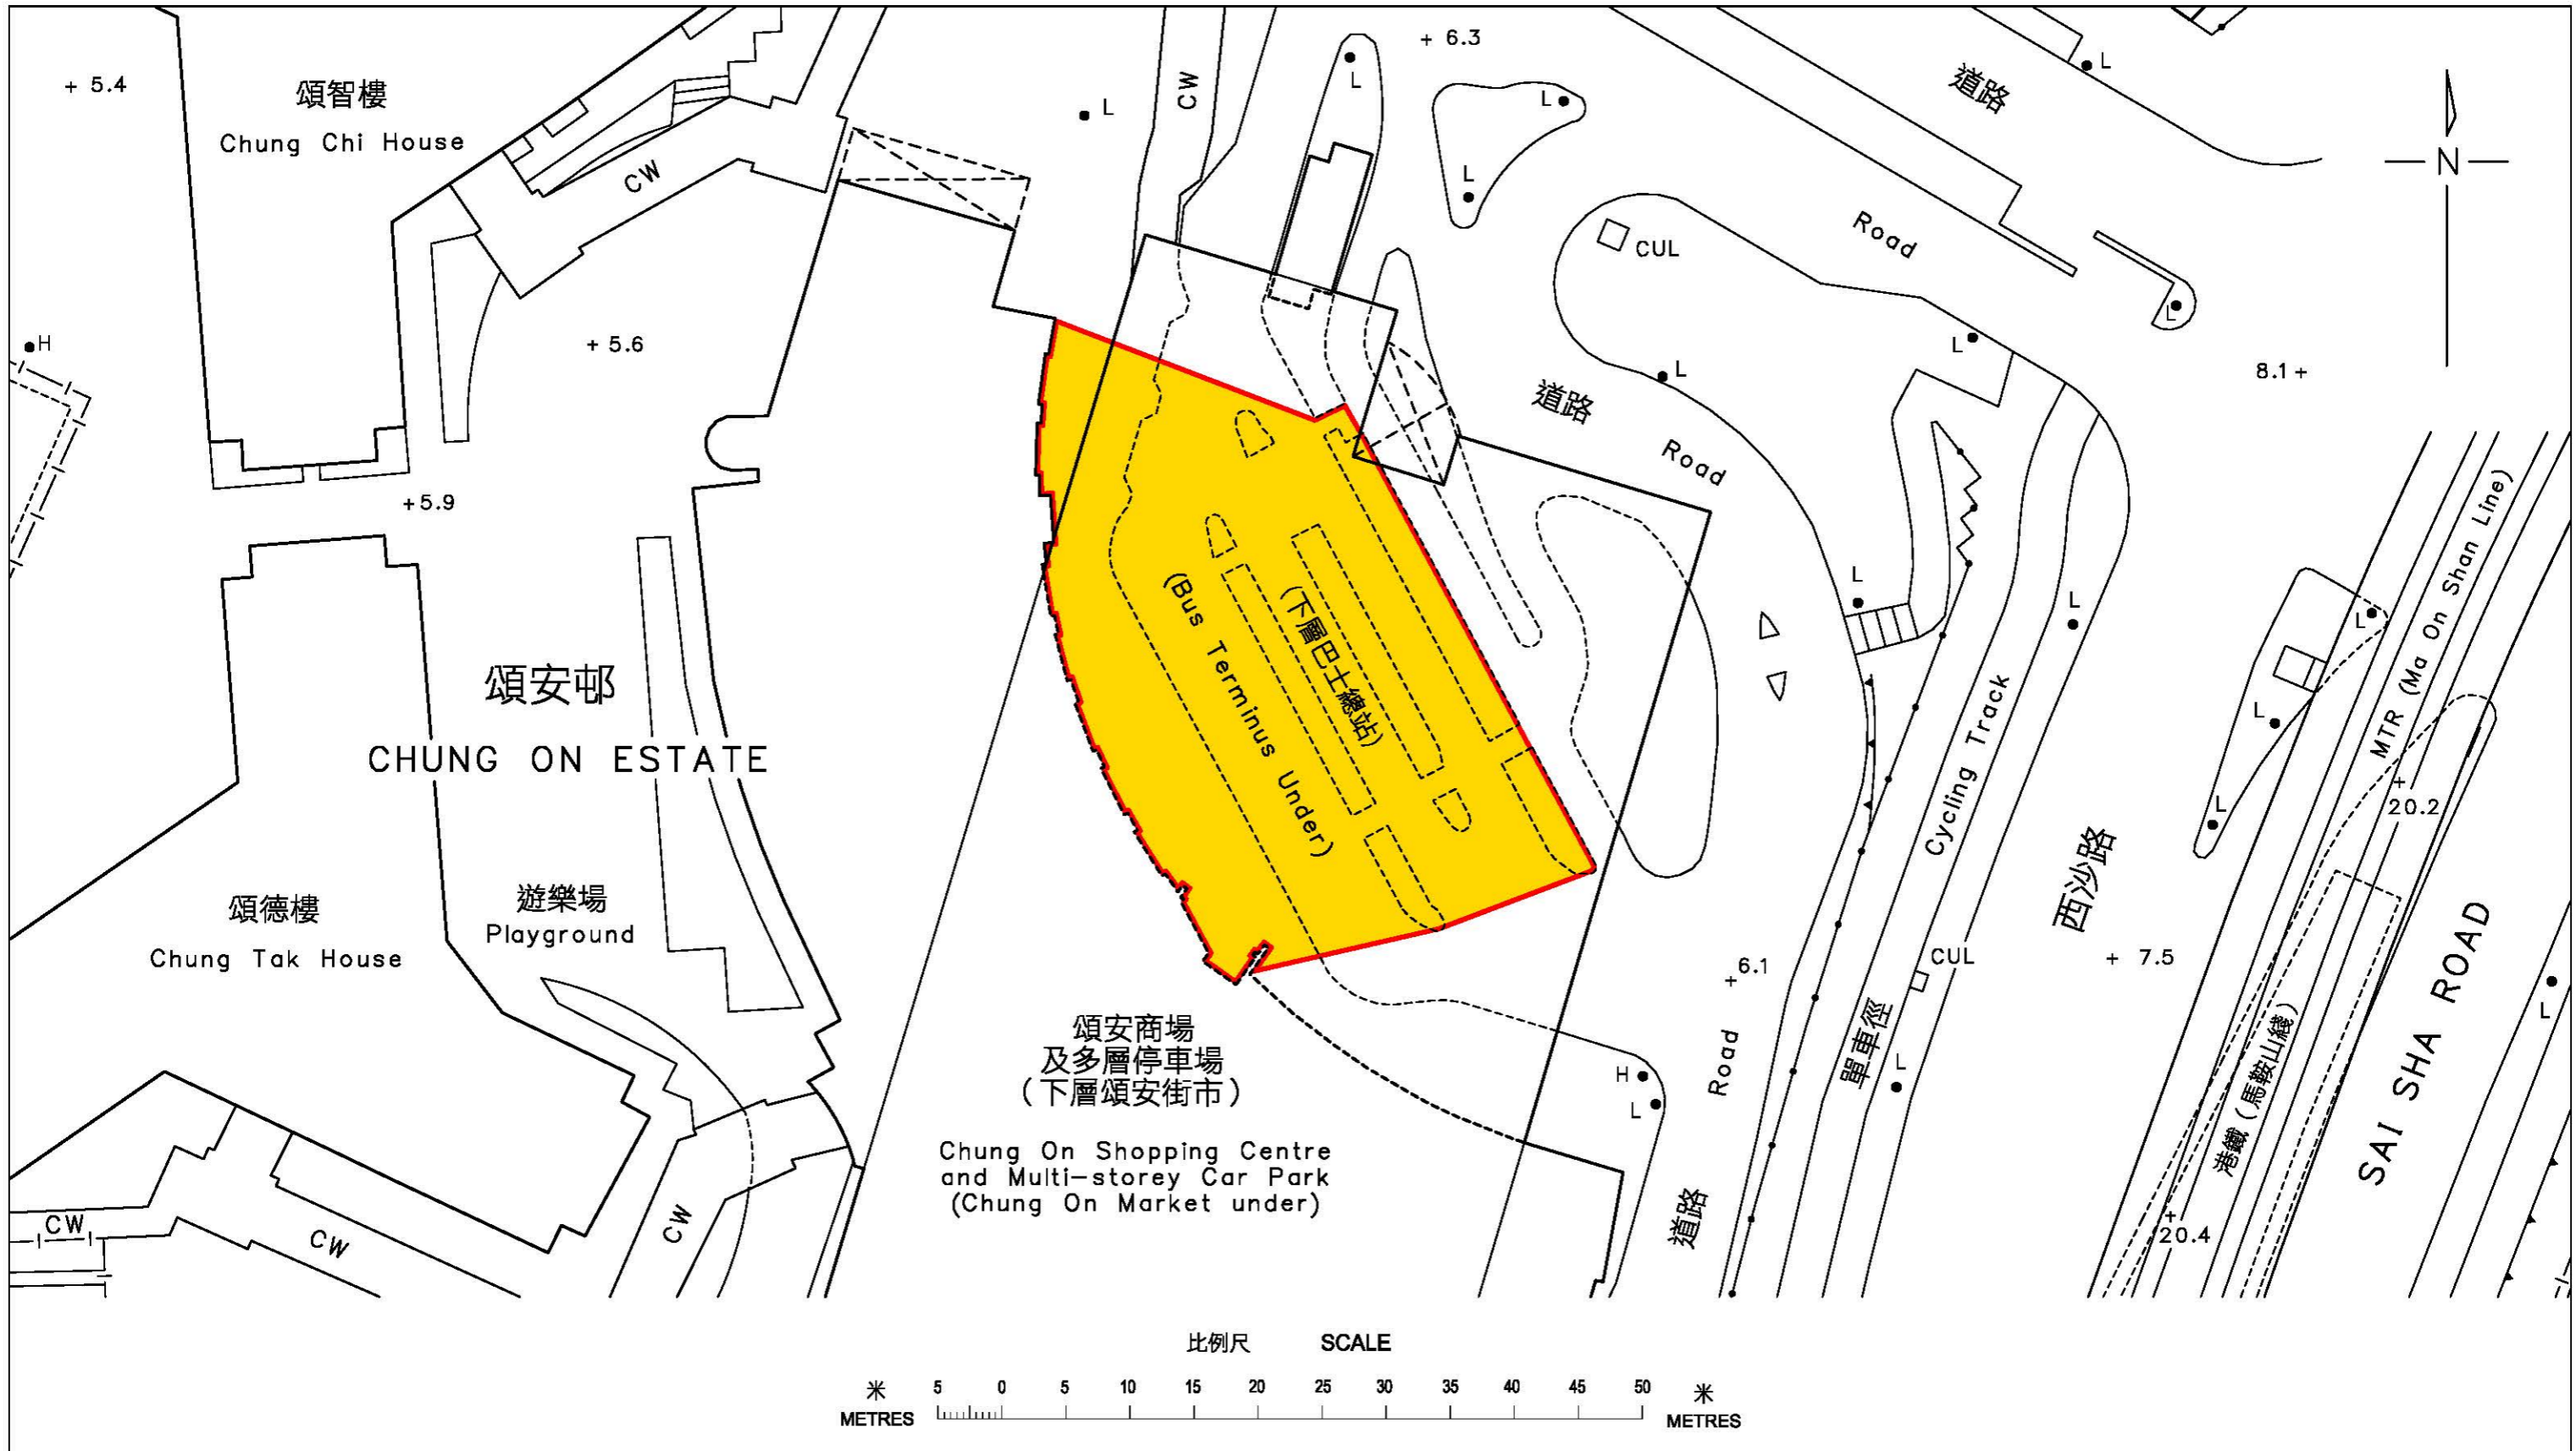 + 5.4
頌智樓
Chung Chi House
CW
L
CW
L
+ 6.3
L
L
道路
L
N
CUL
Road
L
H
+ 5.6
L
L
8.1 +
道路
Road
+5.9
頌安邨
CHUNG ON ESTATE
(Bus Terminus Under)
(下層巴士總站)
L
L
L
L
L
MTR (Ma On Shan Line)
+ 20.2
Cycling Track
頌德樓
Chung Tak House
遊樂場
Playground
西沙路
SAI SHA ROAD
+ 7.5
CUL
+6.1
L
頌安商場
及多層停車場
(下層頌安街市)
Chung On Shopping Centre
and Multi-storey Car Park
(Chung On Market under)
H
L
Road
單車徑
L
港鐵(馬鞍山綫)
道路
+ 20.4
CW
CW
CW
比例尺 SCALE
米 5 0 5 10 15 20 25 30 35 40 45 50 米
METRES METRES